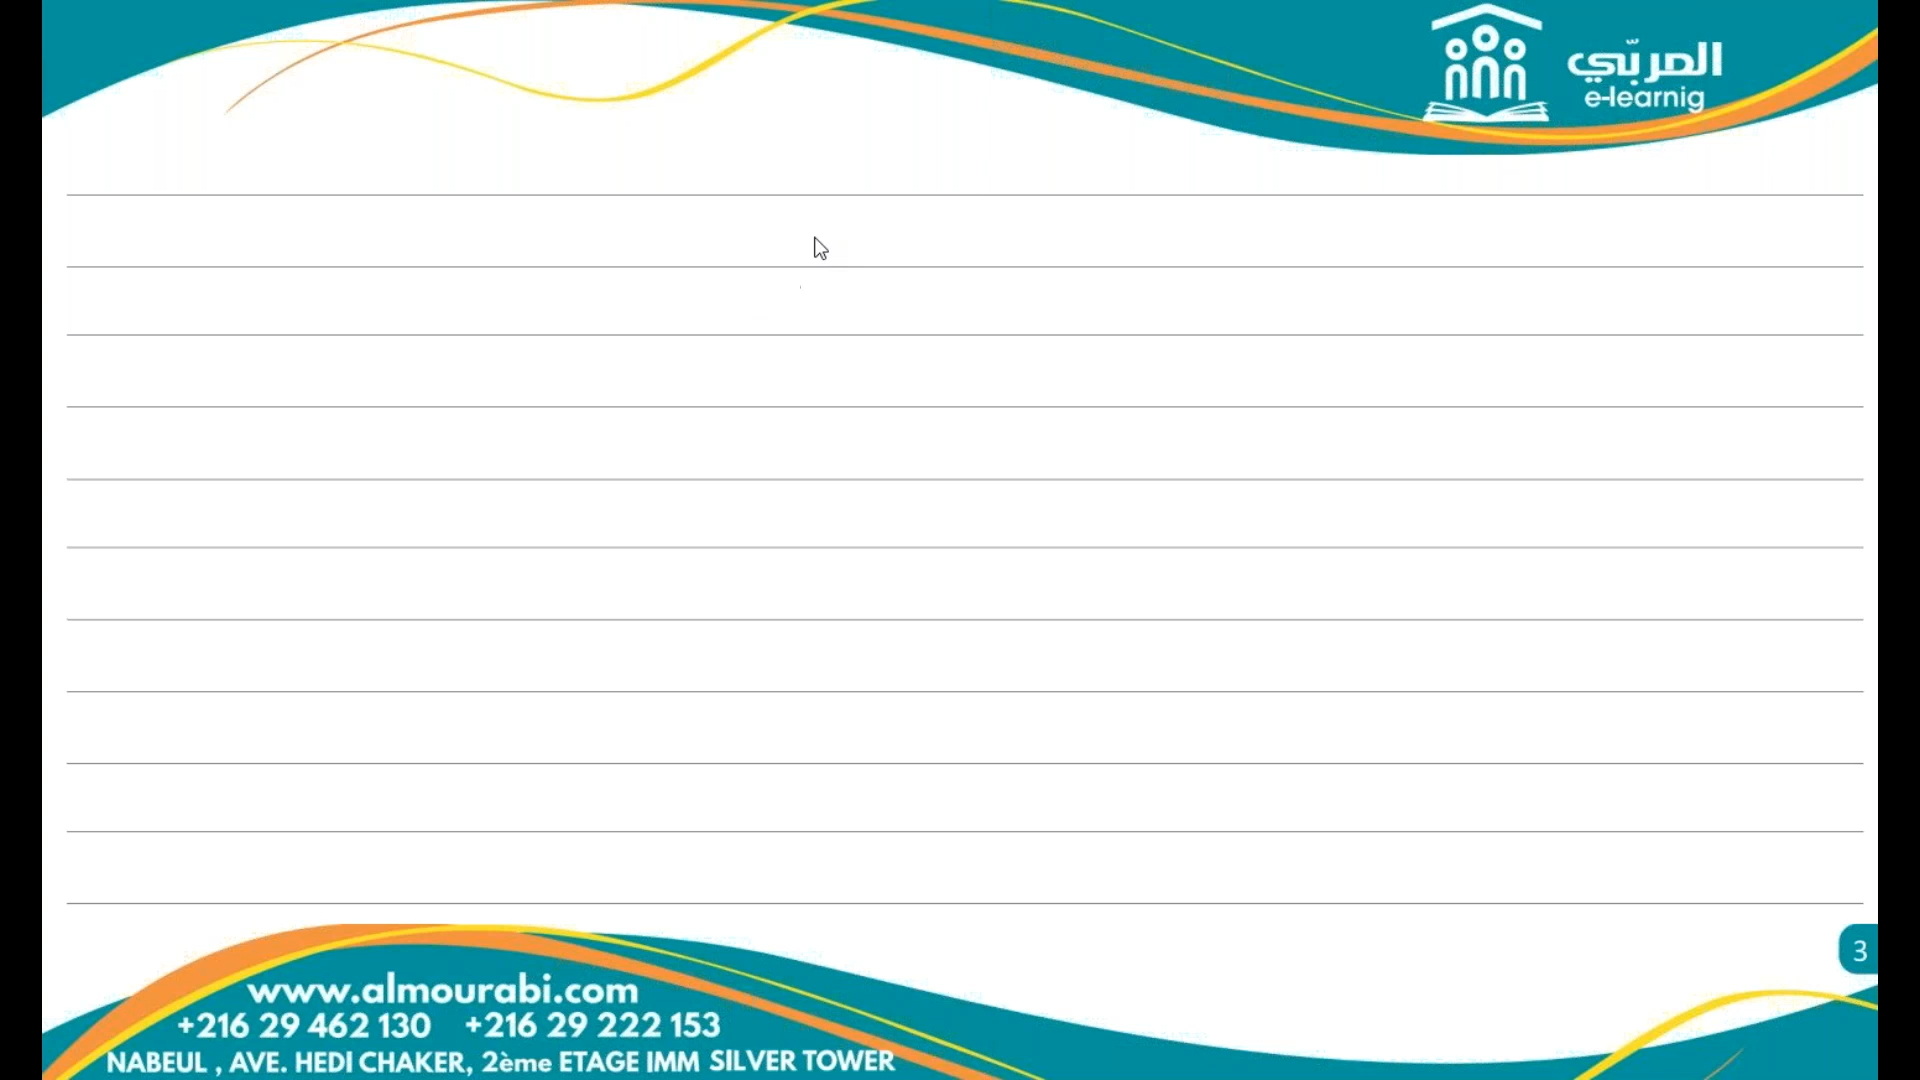 المربّي
e-learnig
3
www.almourabi.com
+216 29 462 130 +216 29 222 153
NABEUL , AVE. HEDI CHAKER, 2ème ETAGE IMM SILVER TOWER